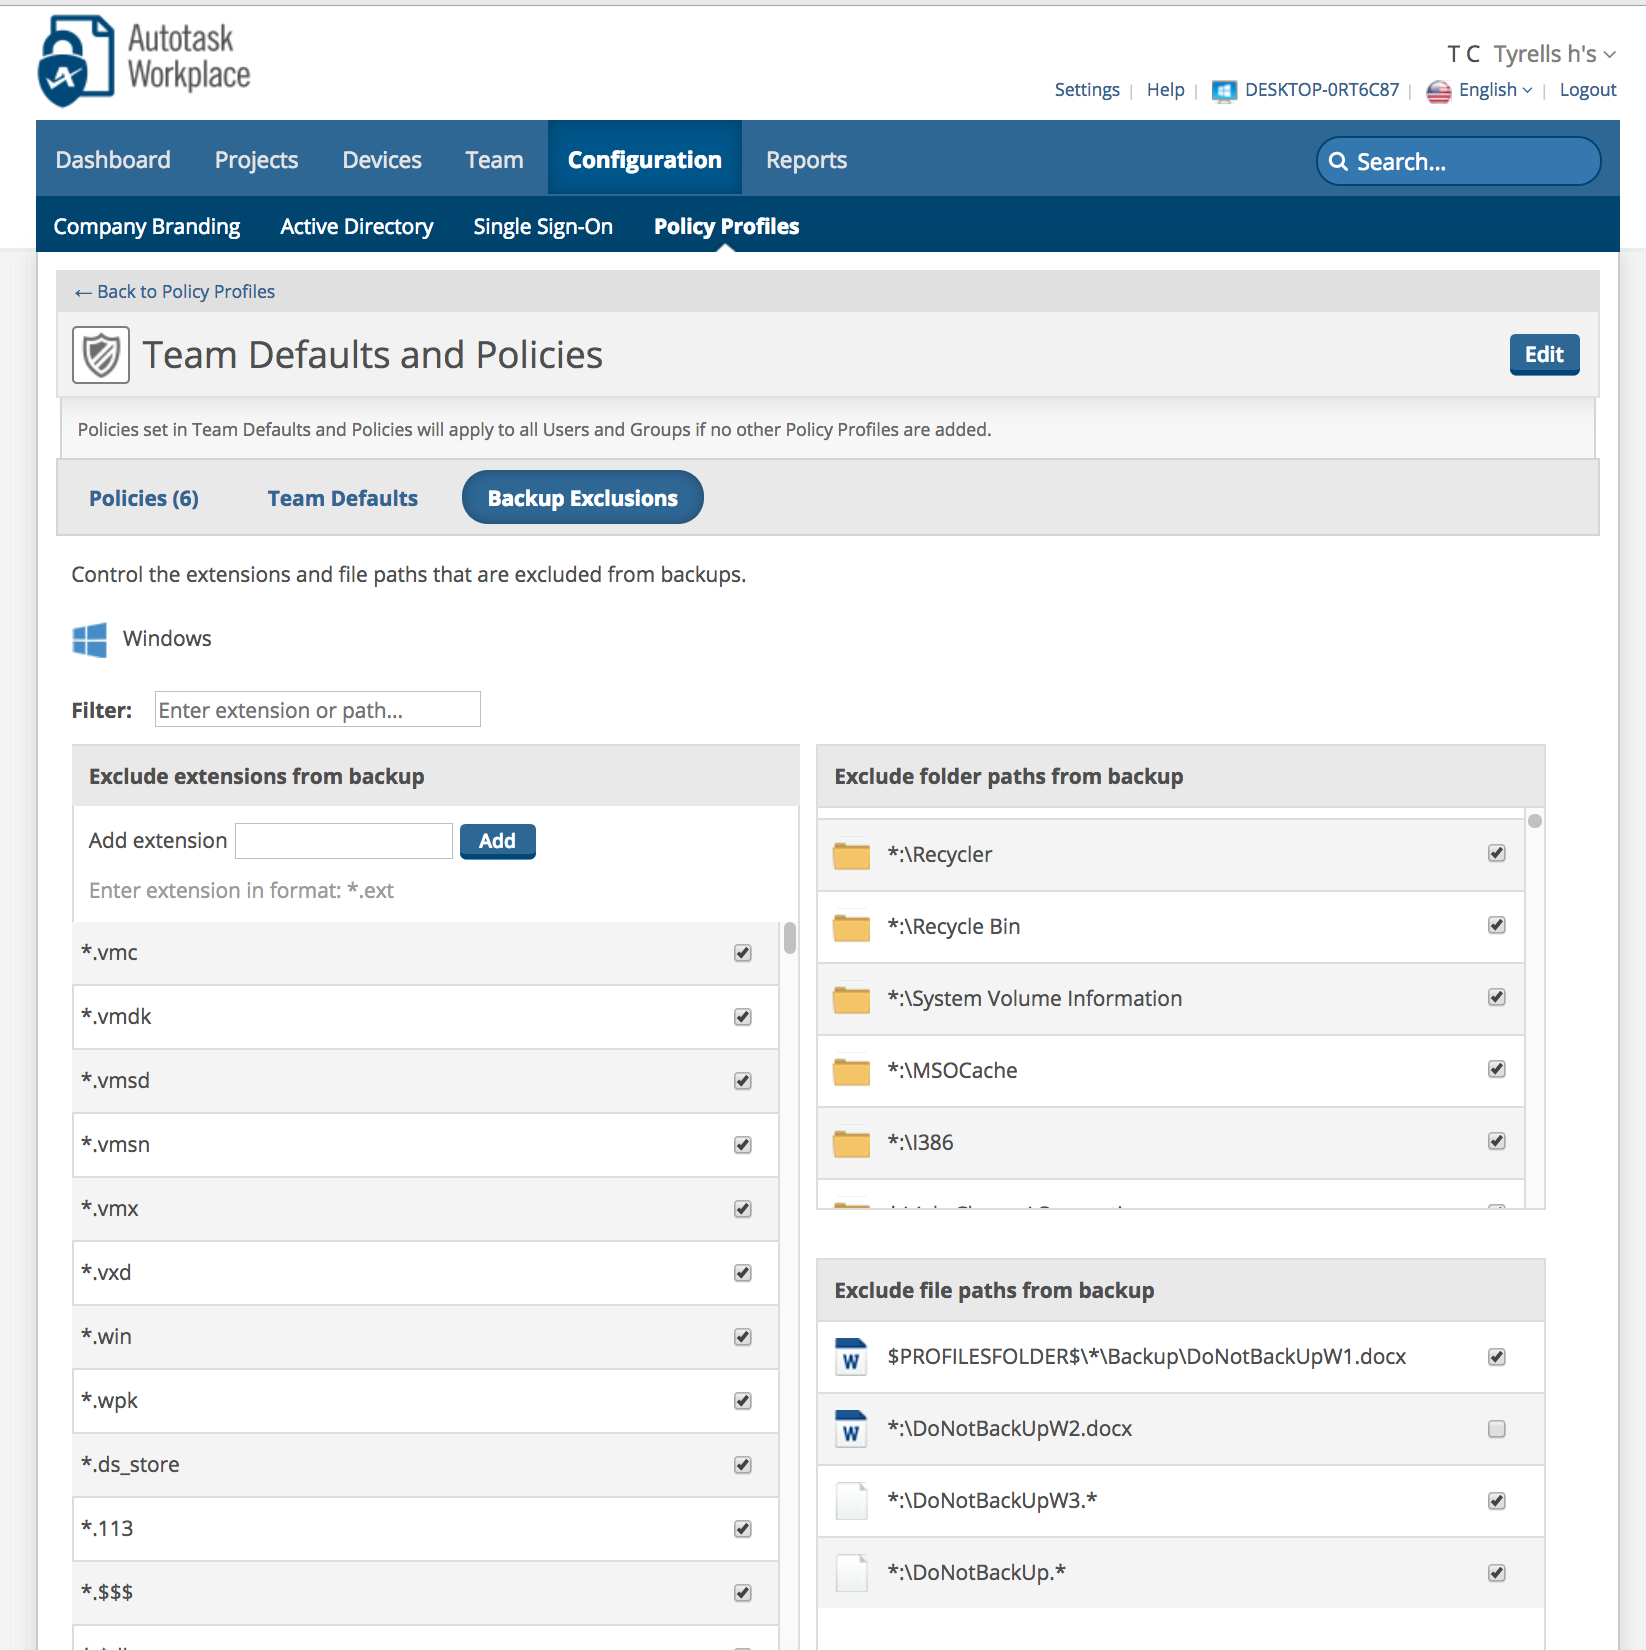 Autotask
Workplace
T C Tyrells h's
Settings | Help | DESKTOP-0RT6C87 | English | Logout
Dashboard Projects Devices Team Configuration Reports Search...
Company Branding Active Directory Single Sign-On Policy Profiles
← Back to Policy Profiles
Team Defaults and Policies Edit
Policies set in Team Defaults and Policies will apply to all Users and Groups if no other Policy Profiles are added.
Policies (6) Team Defaults Backup Exclusions
Control the extensions and file paths that are excluded from backups.
Windows
Filter: Enter extension or path...
Exclude extensions from backup
Add extension Add
Enter extension in format: *.ext
*.vmc
*.vmdk
*.vmsd
*.vmsn
*.vmx
*.vxd
*.win
*.wpk
*.ds_store
*.113
*.$$$
Exclude folder paths from backup
*:\Recycler
*:\Recycle Bin
*:\System Volume Information
*:\MSOCache
*:\I386
Exclude file paths from backup
$PROFILESFOLDER$\*\Backup\DoNotBackUpW1.docx
*:\DoNotBackUpW2.docx
*:\DoNotBackUpW3.*
*:\DoNotBackUp.*